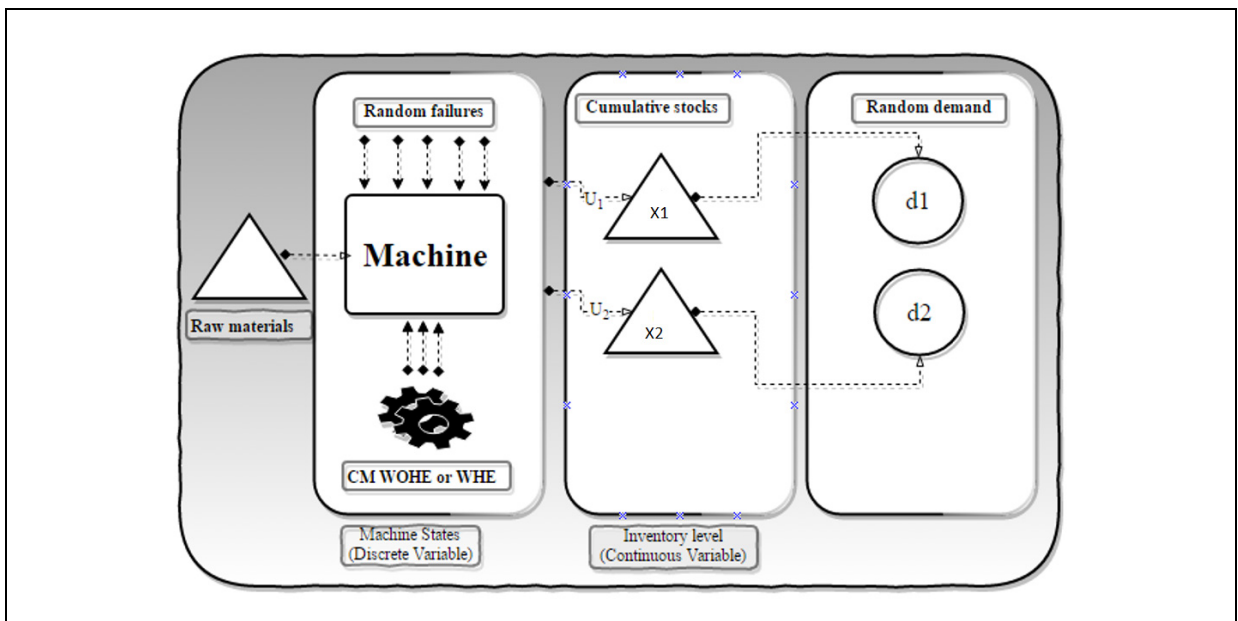 Random failures
Cumulative stocks
Random demand
Machine
Raw materials
U1
X1
U2
X2
d1
d2
CM WOHE or WHE
Machine States
(Discrete Variable)
Inventory level
(Continuous Variable)